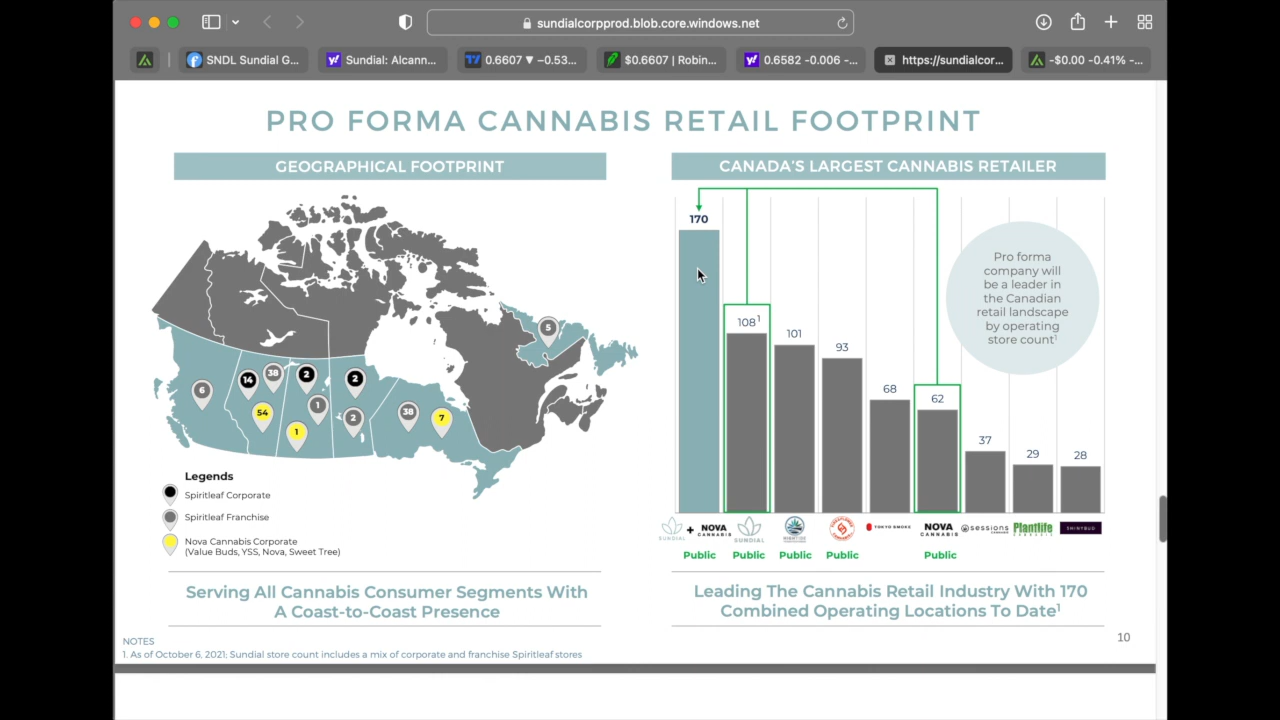 sundialcorpprod.blob.core.windows.net
SNDL Sundial G...
Sundial: Alcann...
0.6607 ▼ −0.53...
$0.6607 | Robin...
0.6582 -0.006 -...
https://sundialcor...
-$0.00 -0.41% -...
PRO FORMA CANNABIS RETAIL FOOTPRINT
GEOGRAPHICAL FOOTPRINT
5
6
14
38
2
2
54
1
1
2
38
7
Legends
Spiritleaf Corporate
Spiritleaf Franchise
Nova Cannabis Corporate
(Value Buds, YSS, Nova, Sweet Tree)
Serving All Cannabis Consumer Segments With
A Coast-to-Coast Presence
CANADA'S LARGEST CANNABIS RETAILER
170
108¹
101
93
68
62
37
29
28
Pro forma
company will
be a leader in
the Canadian
retail landscape
by operating
store count¹
SUNDIAL + NOVA CANNABIS
SUNDIAL
TOKYO SMOKE
NOVA CANNABIS
sessions
Plantlife
SHINYBUD
Public
Public
Public
Public
Public
Leading The Cannabis Retail Industry With 170
Combined Operating Locations To Date¹
NOTES
1. As of October 6, 2021; Sundial store count includes a mix of corporate and franchise Spiritleaf stores
10